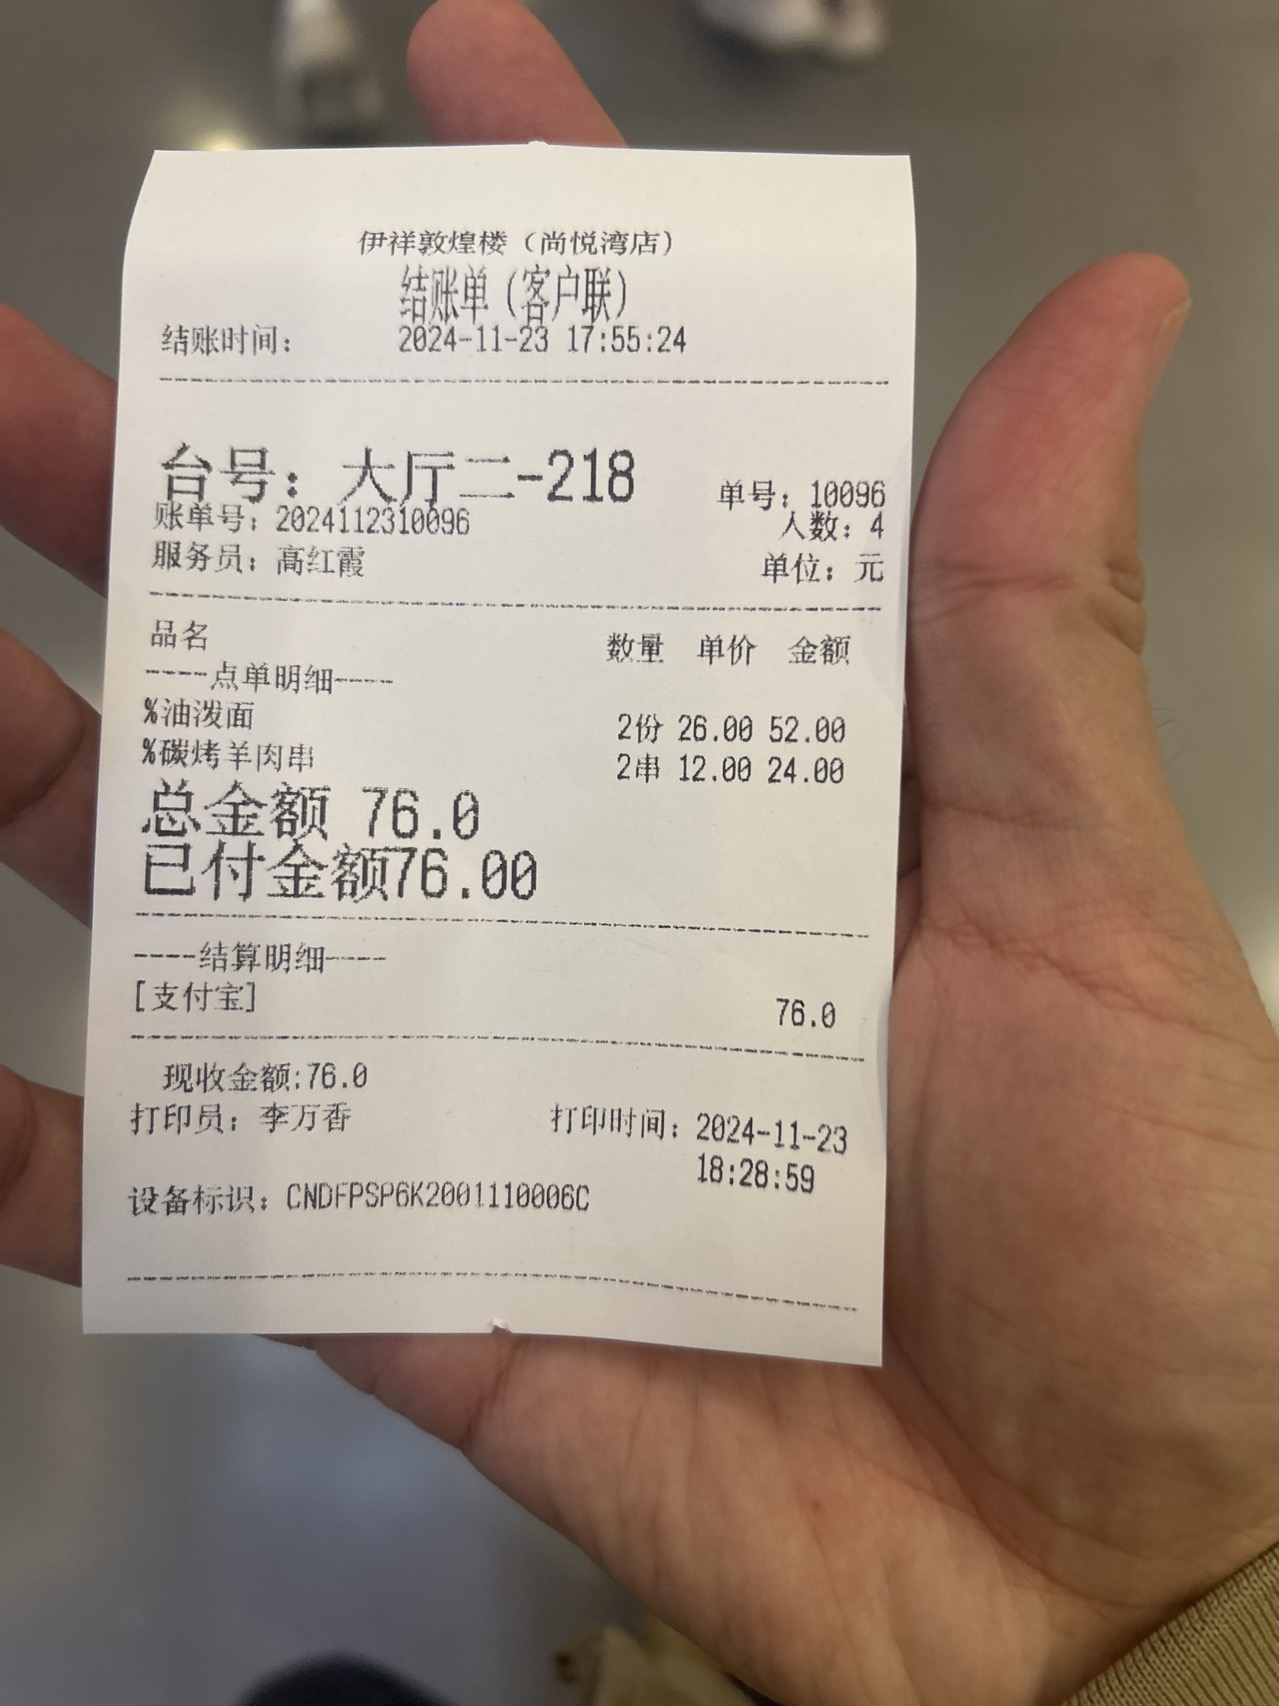 伊祥敦煌楼（尚悦湾店）
结账单（客户联）
结账时间： 2024-11-23 17:55:24
台号： 大厅二-218 单号：10096
账单号：2024112310096 人数：4
服务员：高红霞 单位：元
品名 数量 单价 金额
----点单明细----
%油泼面 2份 26.00 52.00
%碳烤羊肉串 2串 12.00 24.00
总金额 76.0
已付金额76.00
----结算明细----
[支付宝] 76.0
现收金额:76.0
打印员：李万香 打印时间：2024-11-23
18:28:59
设备标识：CNDFPSP6K2001110006C